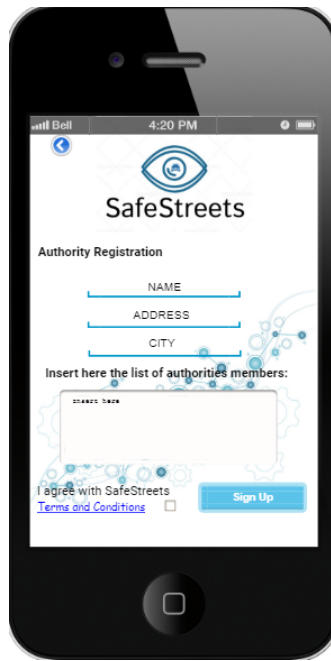 Bell 4:20 PM
SafeStreets
Authority Registration
NAME
ADDRESS
CITY
Insert here the list of authorities members:
insert here
I agree with SafeStreets
Terms and Conditions
Sign Up